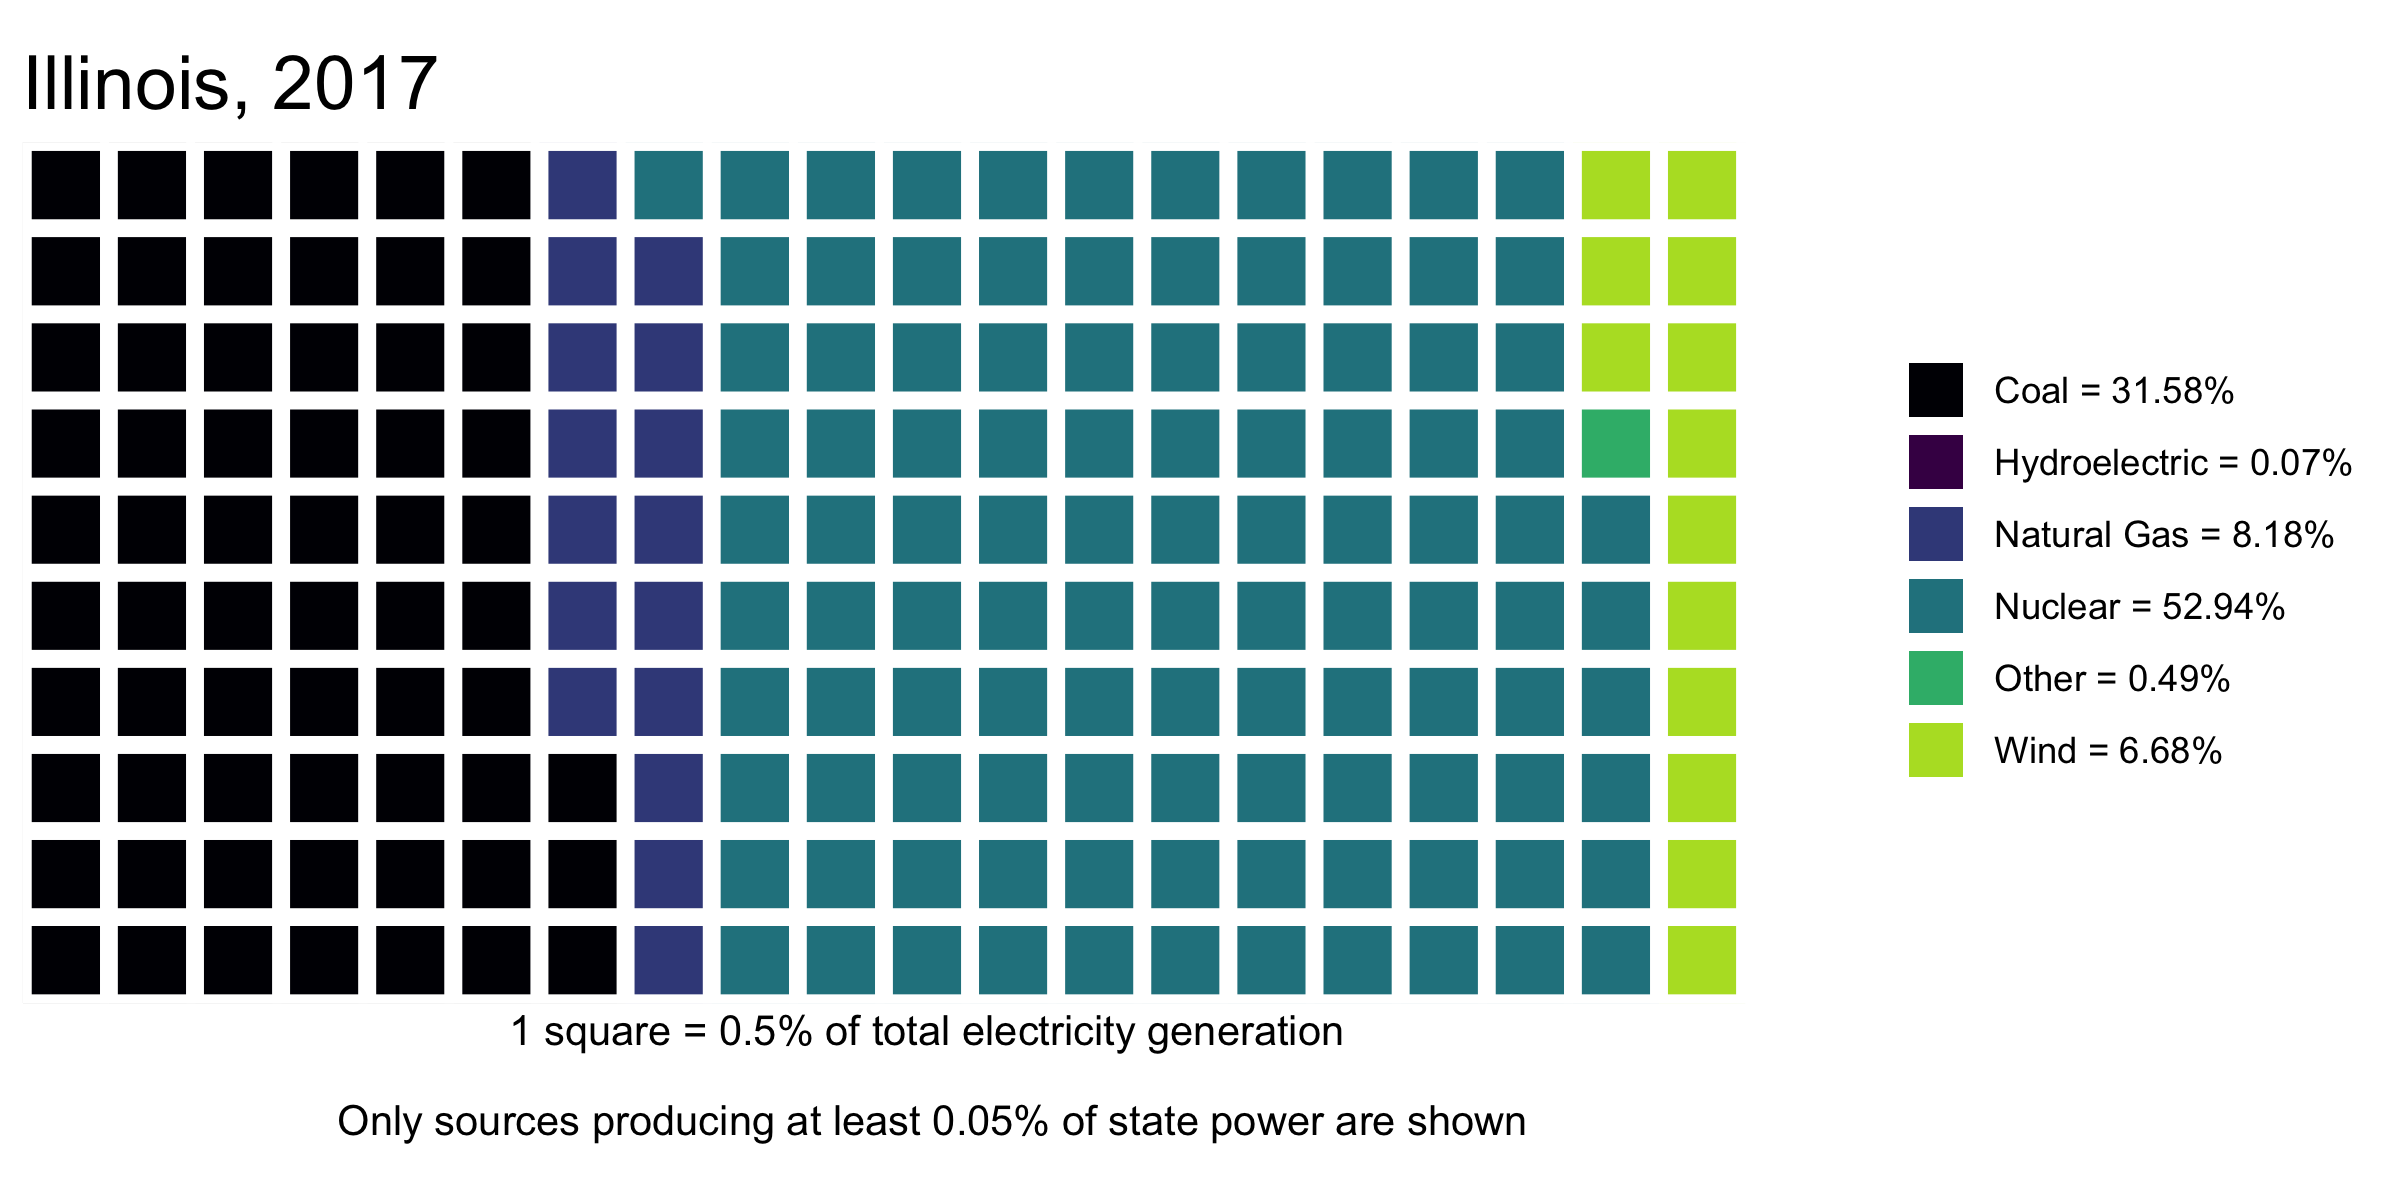 Illinois, 2017
Coal = 31.58%
Hydroelectric = 0.07%
Natural Gas = 8.18%
Nuclear = 52.94%
Other = 0.49%
Wind = 6.68%
1 square = 0.5% of total electricity generation
Only sources producing at least 0.05% of state power are shown